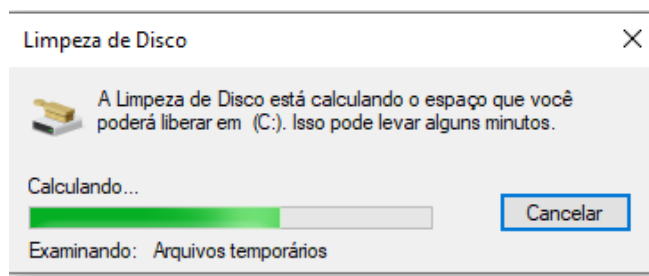 Limpeza de Disco
A Limpeza de Disco está calculando o espaço que você
poderá liberar em  (C:). Isso pode levar alguns minutos.
Calculando...
Cancelar
Examinando:   Arquivos temporários